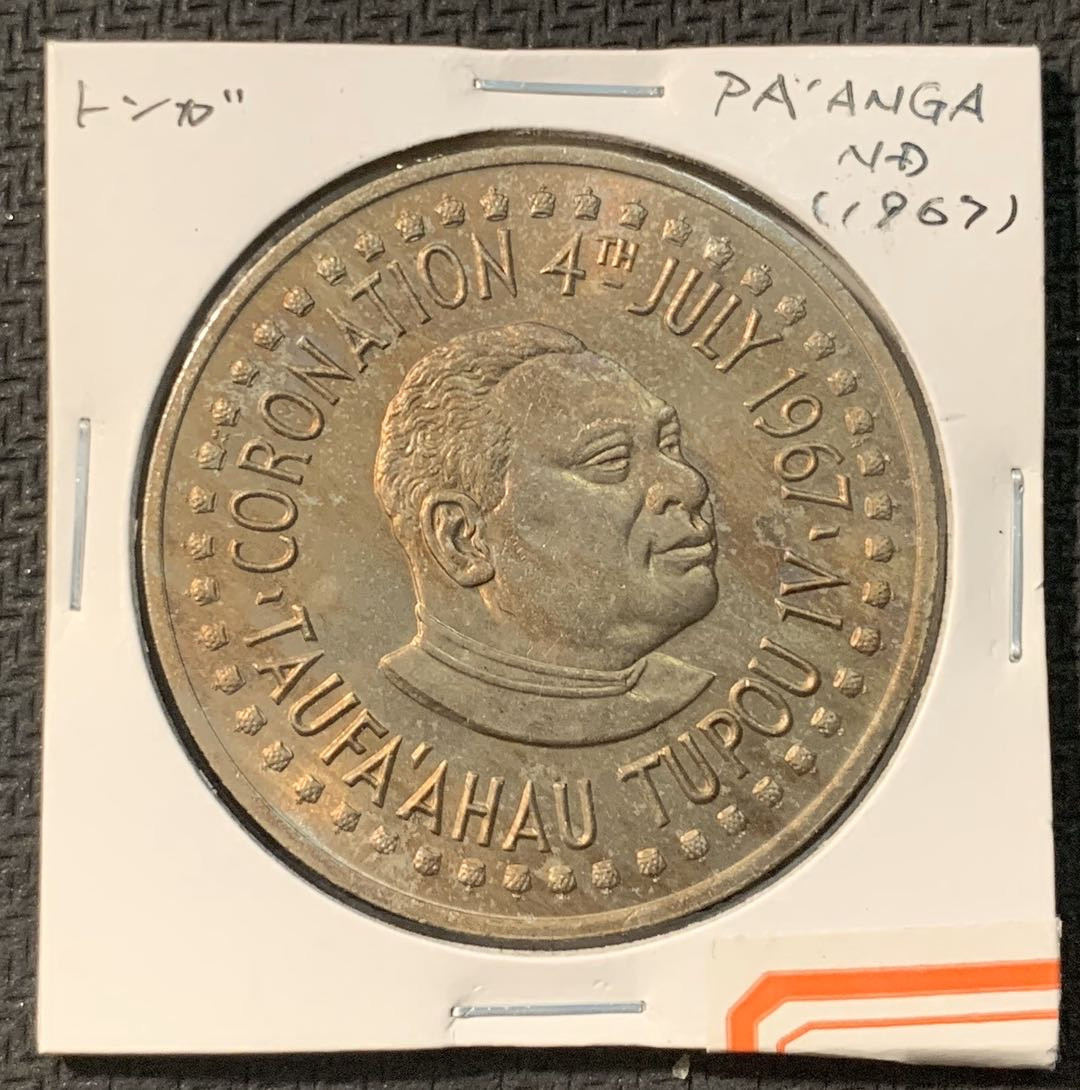 トンガ
PA'ANGA
ND
(1967)
CORONATION 4TH JULY 1967·
TAUFA'AHAU TUPOU IV·